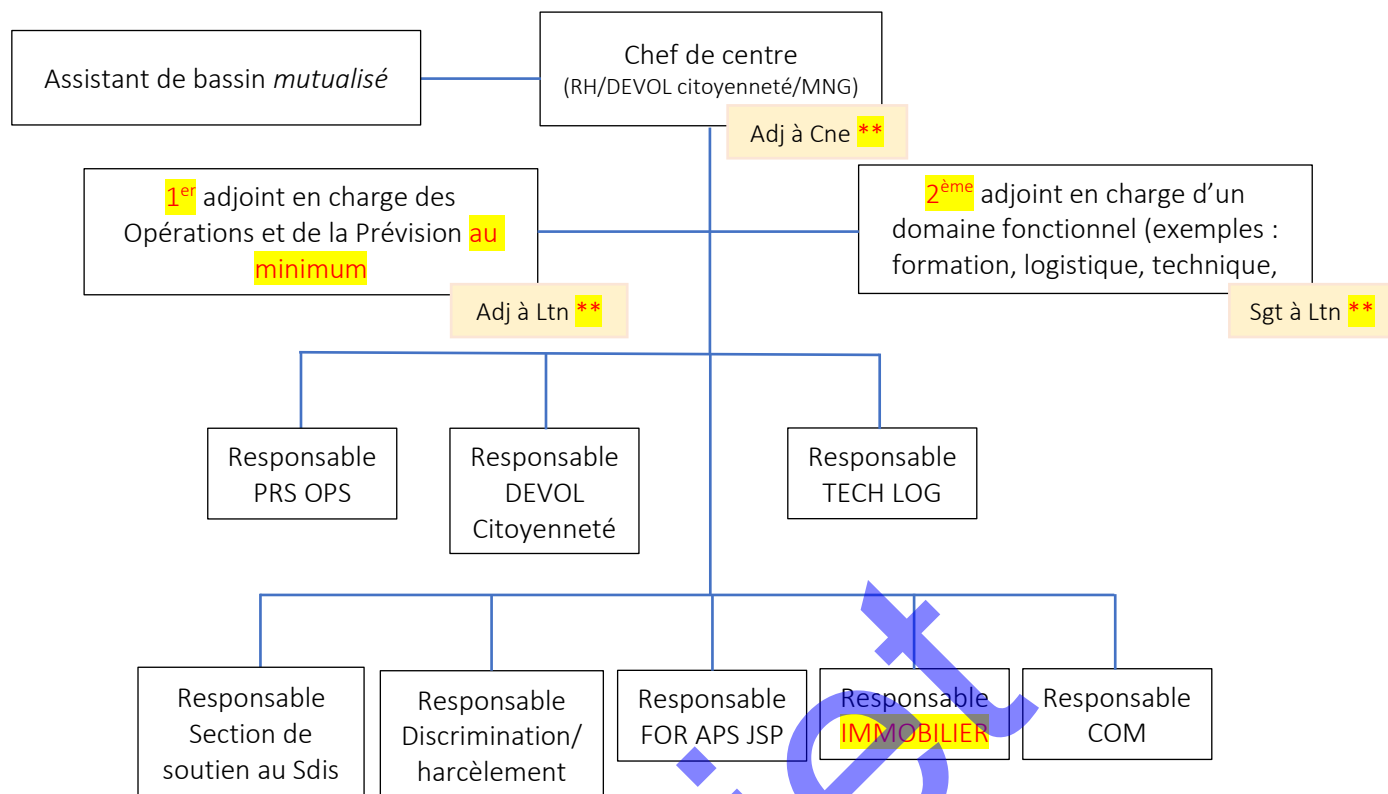 Assistant de bassin mutualisé
Chef de centre
(RH/DEVOL citoyenneté/MNG)
Adj à Cne **
1er adjoint en charge des
Opérations et de la Prévision au
minimum
Adj à Ltn **
2ème adjoint en charge d’un
domaine fonctionnel (exemples :
formation, logistique, technique,
Sgt à Ltn **
Responsable
PRS OPS
Responsable
DEVOL
Citoyenneté
Responsable
TECH LOG
Responsable
Section de
soutien au Sdis
Responsable
Discrimination/
harcèlement
Responsable
FOR APS JSP
Responsable
IMMOBILIER
Responsable
COM